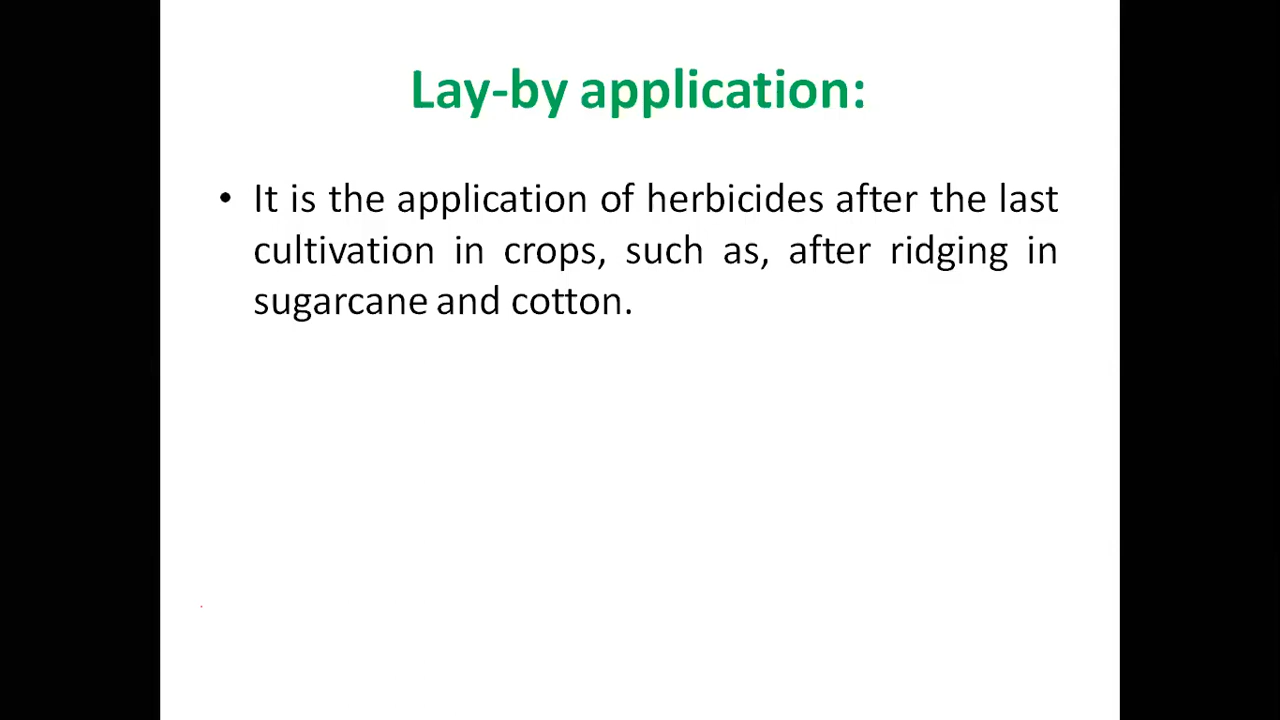 Lay-by application:
• It is the application of herbicides after the last
cultivation in crops, such as, after ridging in
sugarcane and cotton.